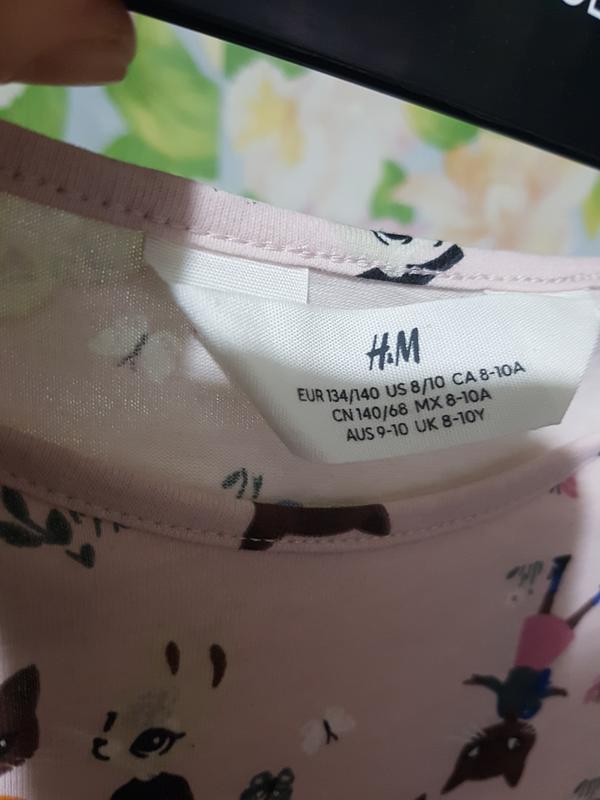 H&M
EUR 134/140 US 8/10 CA 8-10A
CN 140/68 MX 8-10A
AUS 9-10 UK 8-10Y